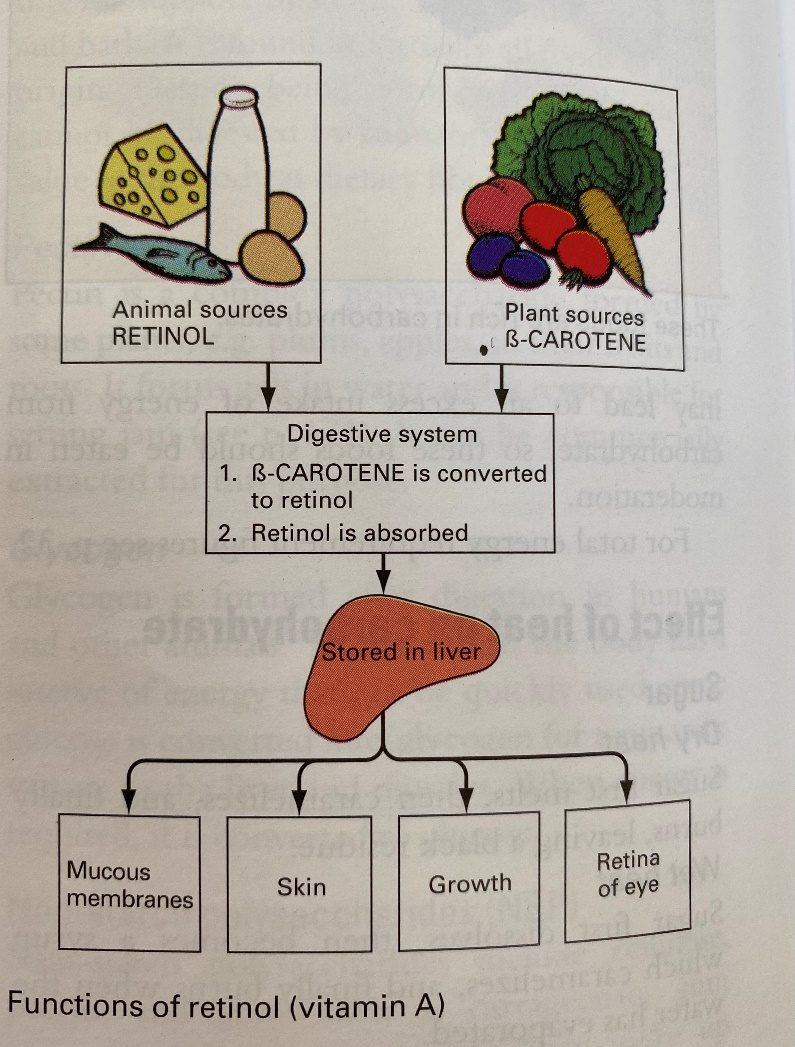 Animal sources
RETINOL
Plant sources
ß-CAROTENE
Digestive system
1. ß-CAROTENE is converted
to retinol
2. Retinol is absorbed
Stored in liver
Mucous
membranes
Skin
Growth
Retina
of eye
Functions of retinol (vitamin A)